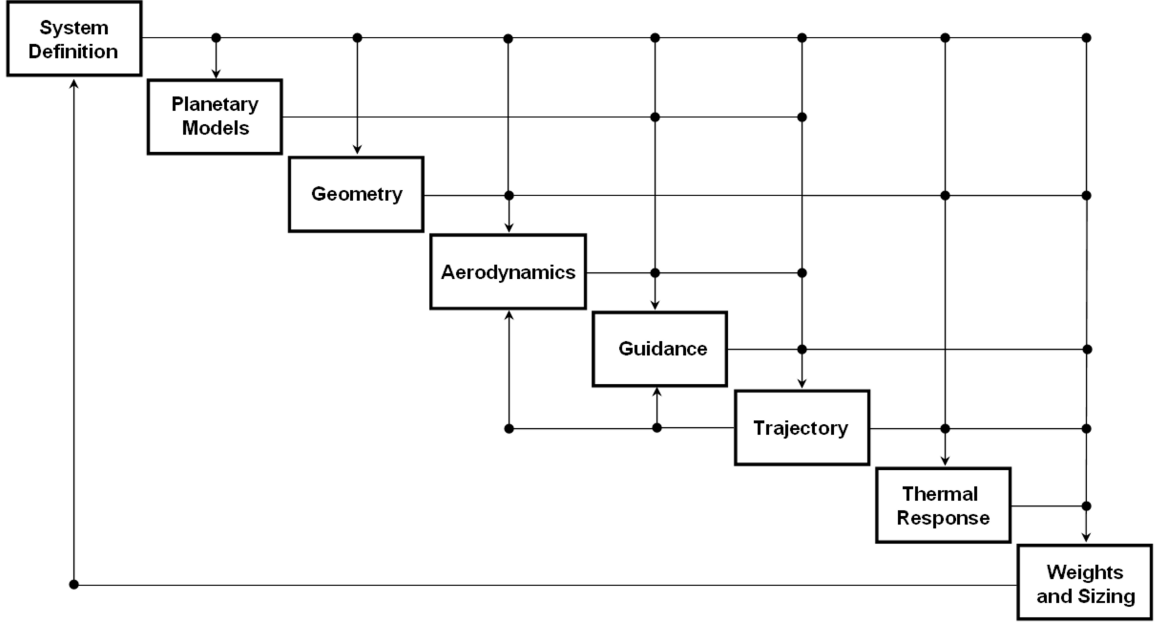 System
Definition
Planetary
Models
Geometry
Aerodynamics
Guidance
Trajectory
Thermal
Response
Weights
and Sizing